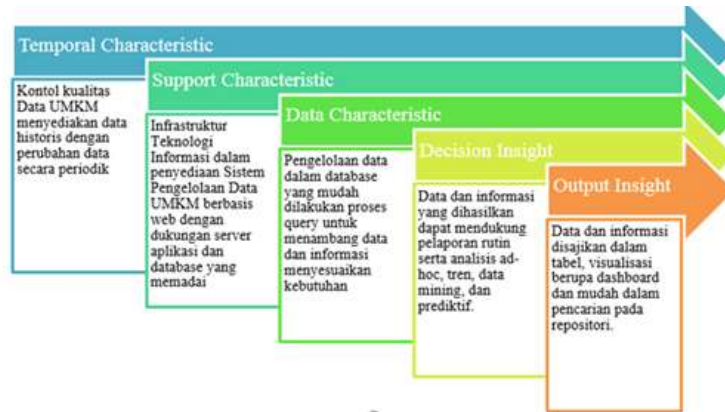 Temporal Characteristic
Kontol kualitas
Data UMKM
menyediakan data
historis dengan
perubahan data
secara periodik
Support Characteristic
Infrastruktur
Teknologi
Informasi dalam
penyediaan Sistem
Pengelolaan Data
UMKM berbasis
web dengan
dukungan server
aplikasi dan
database yang
memadai
Data Characteristic
Pengelolaan data
dalam database
yang mudah
dilakukan proses
query untuk
menambang data
dan informasi
menyesuaikan
kebutuhan
Decision Insight
Data dan informasi
yang dihasilkan
dapat mendukung
pelaporan rutin
serta analisis ad-
hoc, tren, data
mining, dan
prediktif.
Output Insight
Data dan informasi
disajikan dalam
tabel, visualisasi
berupa dashboard
dan mudah dalam
pencarian pada
repositori.